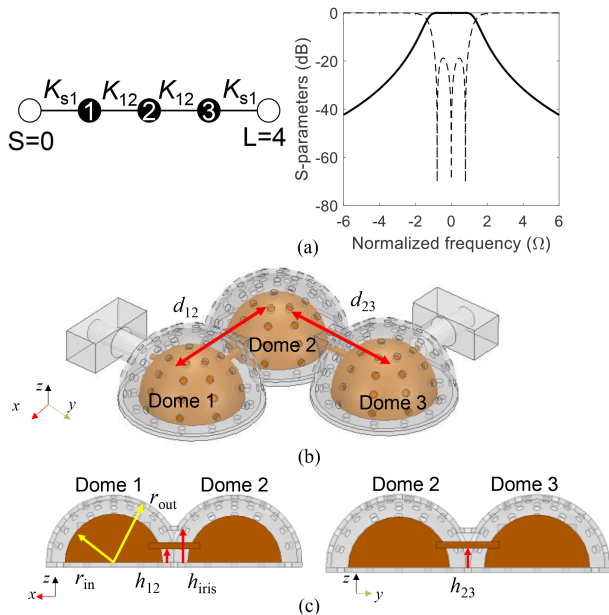 K_s1 K_12 K_12 K_s1
1 2 3
S=0 L=4
S-parameters (dB)
0
-20
-40
-60
-80
-6 -4 -2 0 2 4 6
Normalized frequency (Ω)
(a)
d_12 d_23
Dome 2
Dome 1 Dome 3
z
x y
(b)
Dome 1 Dome 2 Dome 2 Dome 3
r_out
r_in h_12 h_iris h_23
z x z y
(c)